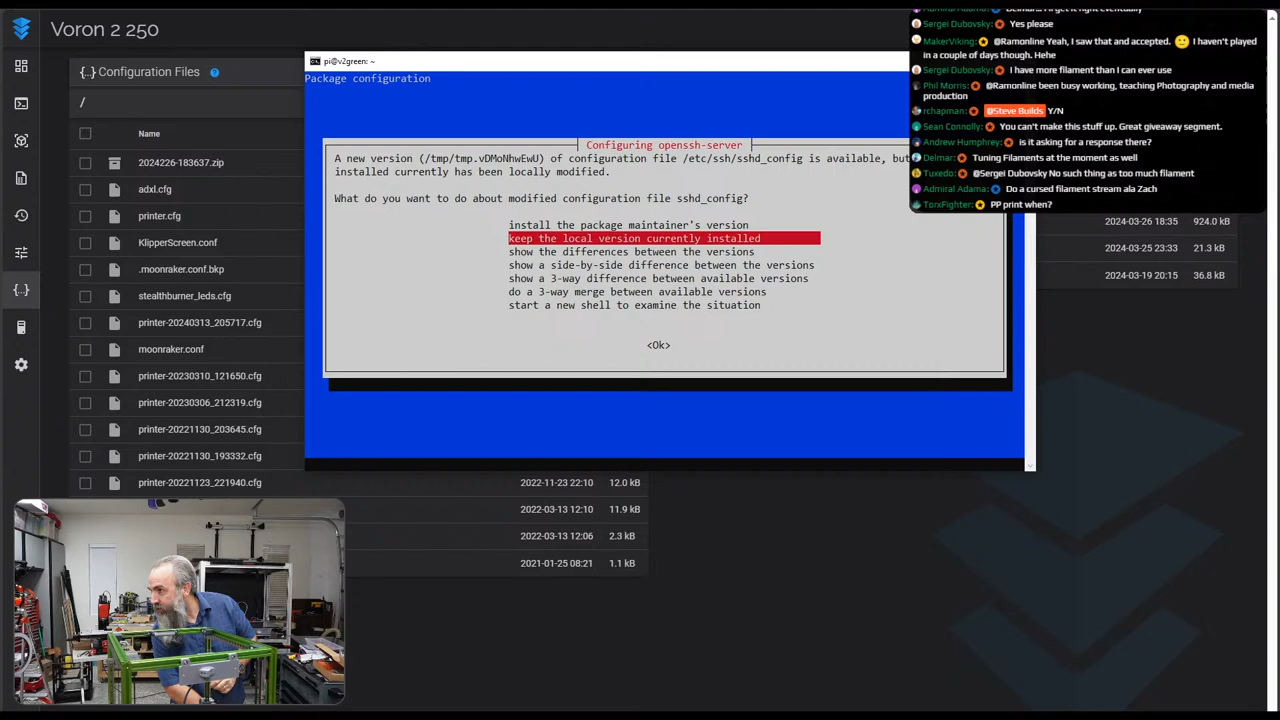 Voron 2 250
{..} Configuration Files
/
Name
2024226-183637.zip
adxl.cfg
printer.cfg
KlipperScreen.conf
.moonraker.conf.bkp
stealthburner_leds.cfg
printer-20240313_205717.cfg
moonraker.conf
printer-20230310_121650.cfg
printer-20230306_212319.cfg
printer-20221130_203645.cfg
printer-20221130_193332.cfg
printer-20221123_221940.cfg
2022-11-23 22:10 12.0 kB
2022-03-13 12:10 11.9 kB
2022-03-13 12:06 2.3 kB
2021-01-25 08:21 1.1 kB
2024-03-26 18:35 924.0 kB
2024-03-25 23:33 21.3 kB
2024-03-19 20:15 36.8 kB
pi@v2green: ~
Package configuration
Configuring openssh-server
A new version (/tmp/tmp.vDMoNhwEwU) of configuration file /etc/ssh/sshd_config is available, but
installed currently has been locally modified.
What do you want to do about modified configuration file sshd_config?
install the package maintainer's version
keep the local version currently installed
show the differences between the versions
show a side-by-side difference between the versions
show a 3-way difference between available versions
do a 3-way merge between available versions
start a new shell to examine the situation
<Ok>
Sergei Dubovsky: Yes please
MakerViking: @Ramonline Yeah, I saw that and accepted. 🙂 I haven't played
in a couple of days though. Hehe
Sergei Dubovsky: I have more filament than I can ever use
Phil Morris: @Ramonline been busy working, teaching Photography and media
production
rchapman: @Steve Builds Y/N
Sean Connolly: You can't make this stuff up. Great giveaway segment.
Andrew Humphrey: is it asking for a response there?
Delmar: Tuning Filaments at the moment as well
Tuxedo: @Sergei Dubovsky No such thing as too much filament
Admiral Adama: Do a cursed filament stream ala Zach
TorxFighter: PP print when?